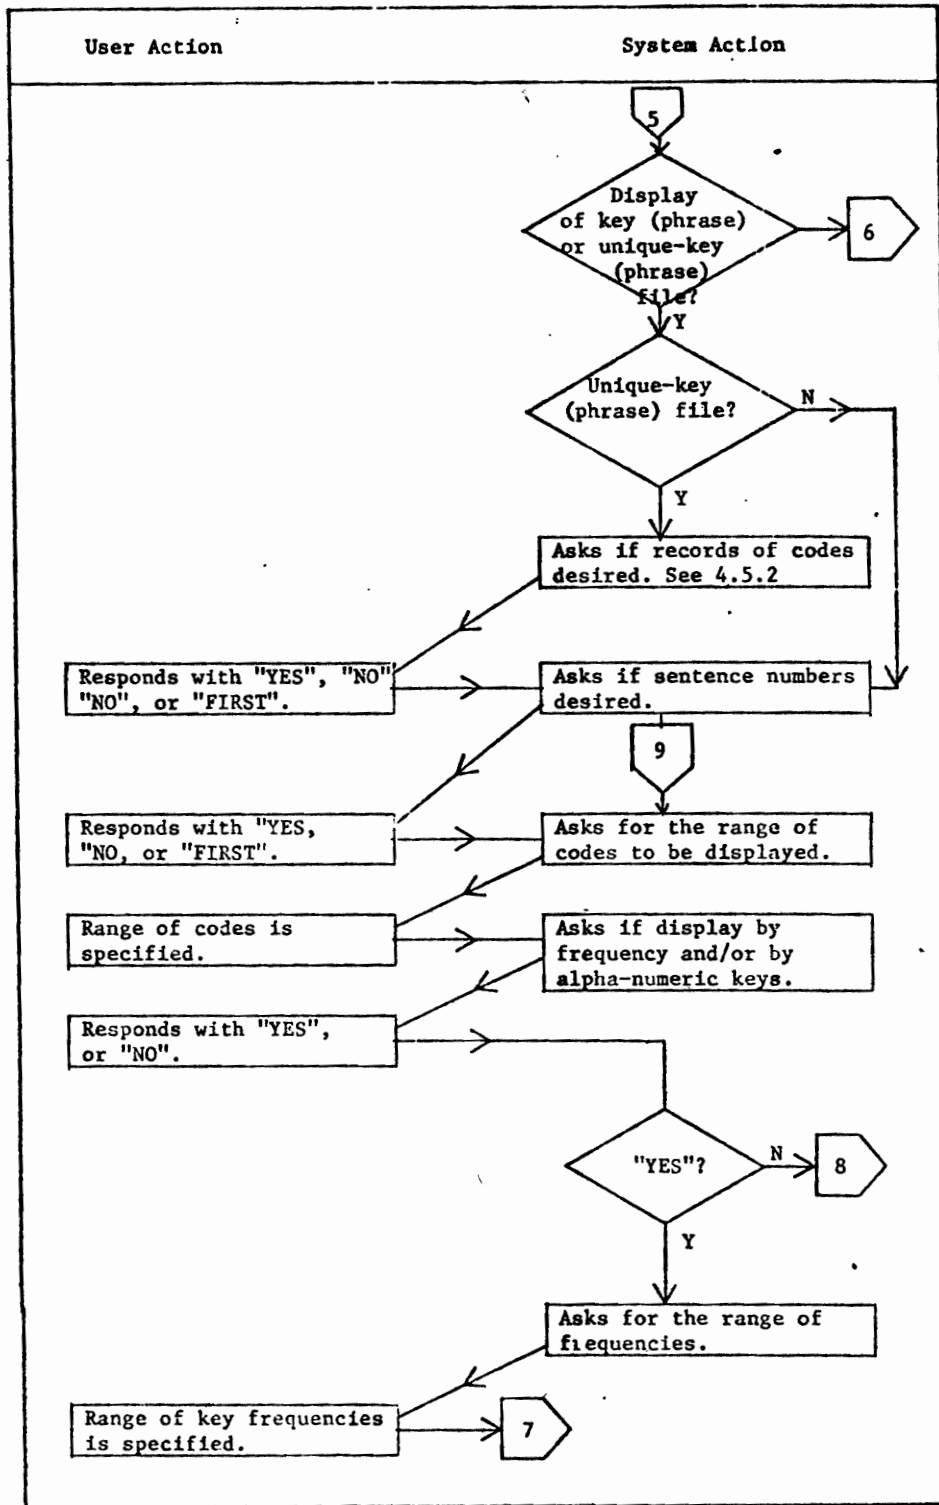 User Action
System Action
5
Display
of key (phrase)
or unique-key
(phrase)
file?
6
Y
Unique-key
(phrase) file?
N
Y
Asks if records of codes
desired. See 4.5.2
Responds with "YES", "NO"
"NO", or "FIRST".
Asks if sentence numbers
desired.
9
Responds with "YES,
"NO, or "FIRST".
Asks for the range of
codes to be displayed.
Range of codes is
specified.
Asks if display by
frequency and/or by
alpha-numeric keys.
Responds with "YES",
or "NO".
"YES"?
N
8
Y
Asks for the range of
frequencies.
Range of key frequencies
is specified.
7